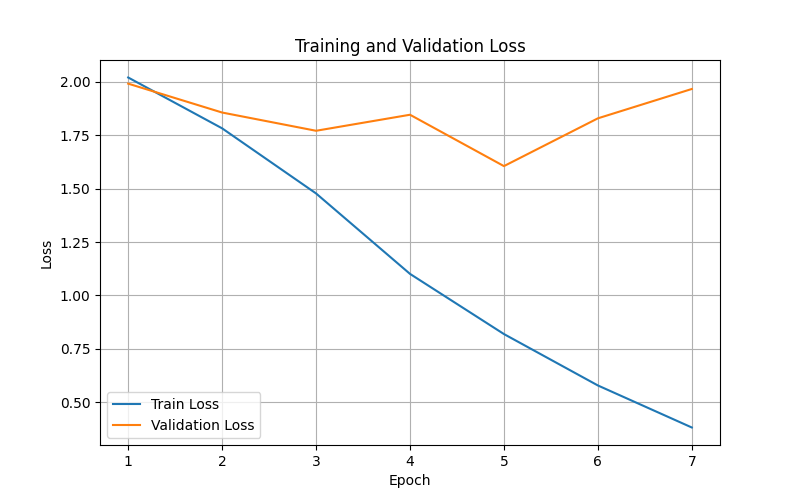 Training and Validation Loss
2.00
1.75
1.50
1.25
1.00
0.75
0.50
Loss
Train Loss
Validation Loss
1 2 3 4 5 6 7
Epoch